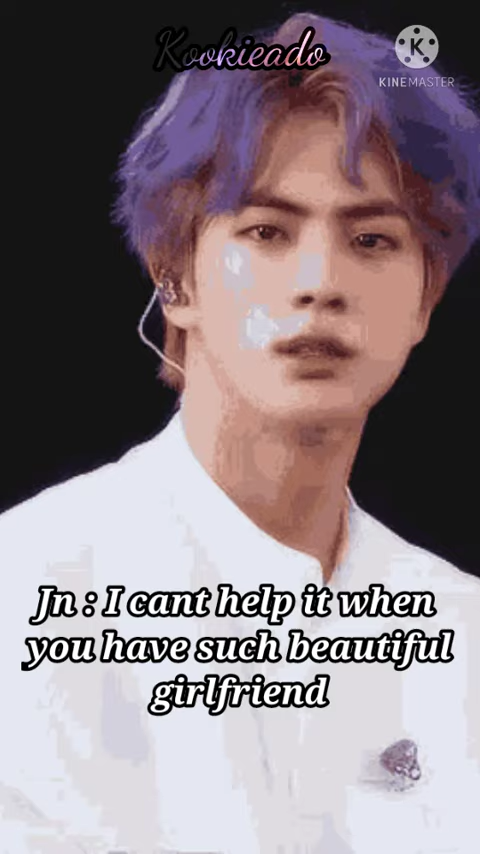 Kookieado
K
KINEMASTER
Jn : I cant help it when
you have such beautiful
girlfriend